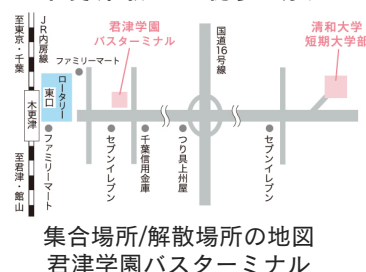 至東京・千葉
JR内房線
ファミリーマート
君津学園
バスターミナル
国道16号線
清和大学
短期大学部
木更津
東口
ロータリー
至君津・館山
ファミリーマート
セブンイレブン
千葉信用金庫
つり具上州屋
セブンイレブン
集合場所/解散場所の地図
君津学園バスターミナル